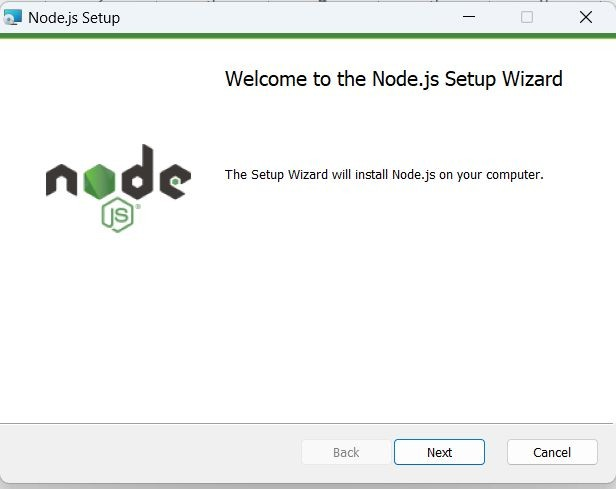 Node.js Setup
Welcome to the Node.js Setup Wizard
The Setup Wizard will install Node.js on your computer.
node
JS®
Back
Next
Cancel